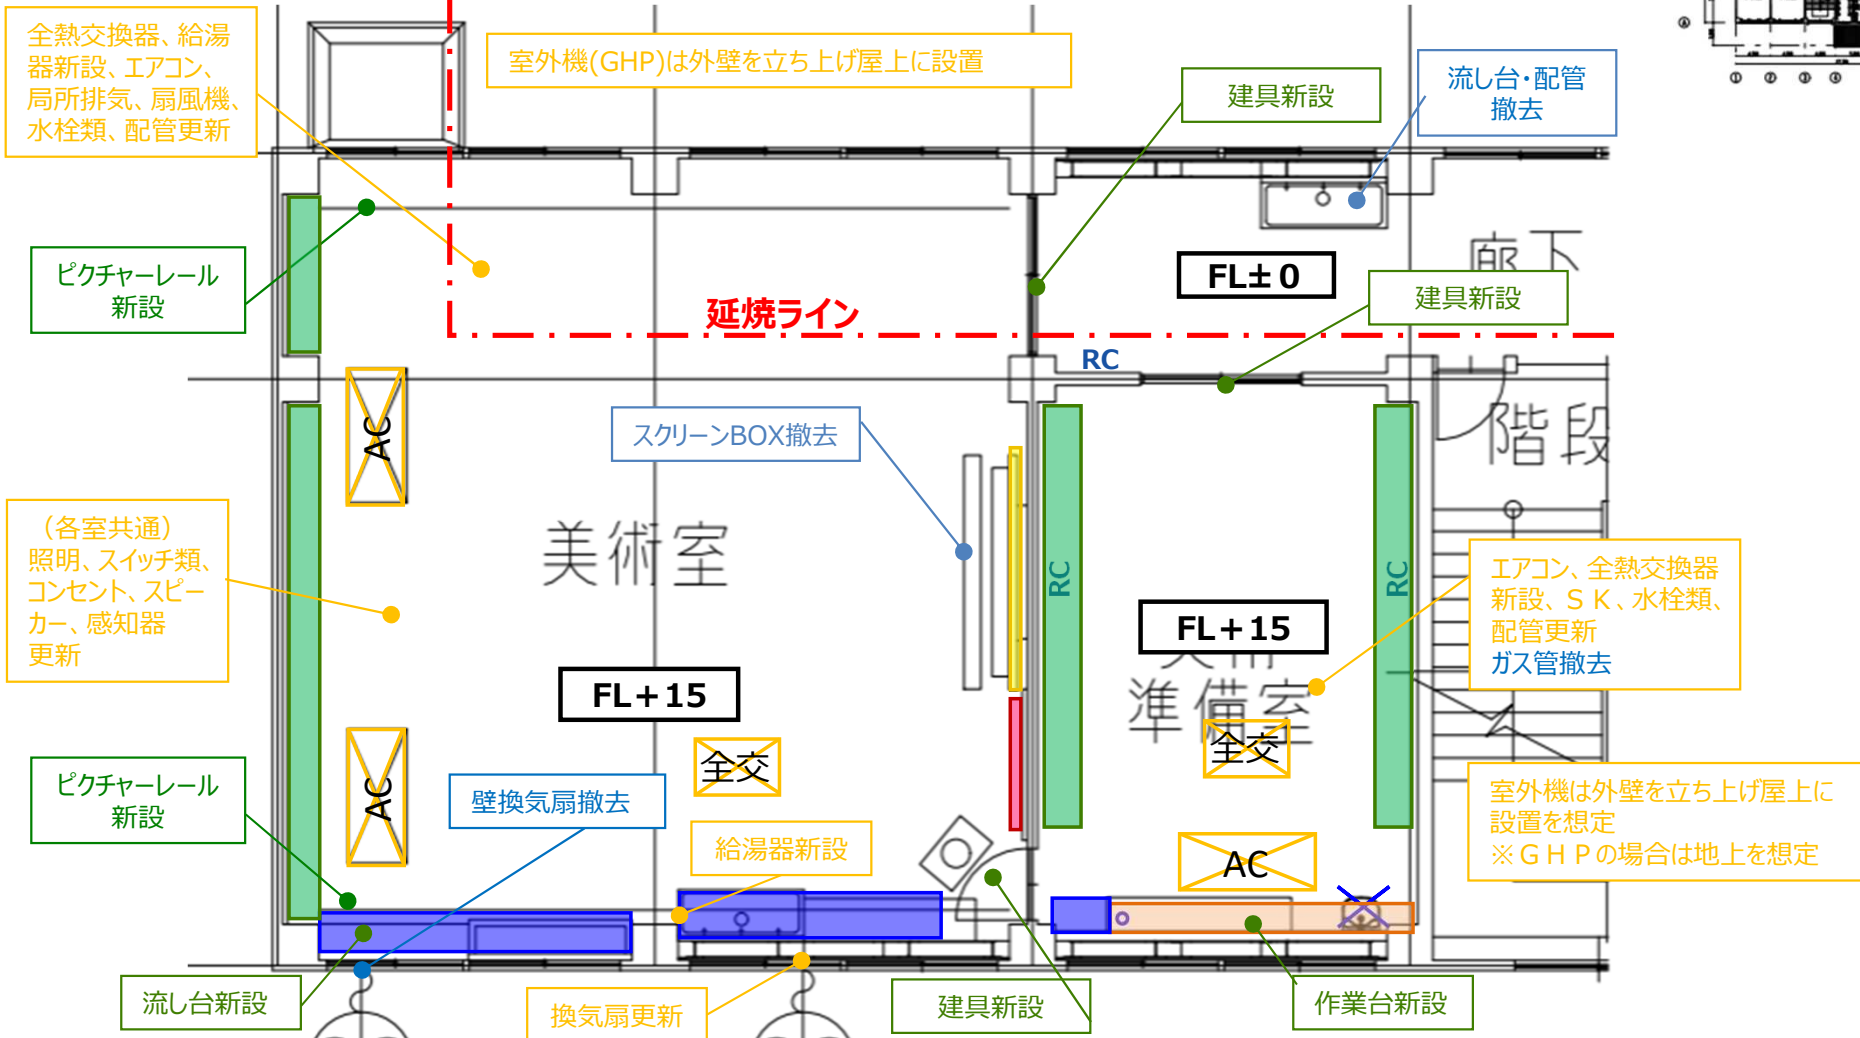 全熱交換器、給湯
器新設、エアコン、
局所排気、扇風機、
水栓類、配管更新
室外機(GHP)は外壁を立ち上げ屋上に設置
建具新設
流し台・配管
撤去
ピクチャーレール
新設
FL±０
廊下
建具新設
延焼ライン
RC
AC
スクリーンBOX撤去
階段
（各室共通）
照明、スイッチ類、
コンセント、スピー
カー、感知器
更新
美術室
RC
RC
エアコン、全熱交換器
新設、ＳＫ、水栓類、
配管更新
ガス管撤去
FL+15
美術
準備室
FL+15
全交
全交
ピクチャーレール
新設
AC
壁換気扇撤去
給湯器新設
AC
室外機は外壁を立ち上げ屋上に
設置を想定
※ＧＨＰの場合は地上を想定
流し台新設
換気扇更新
建具新設
作業台新設